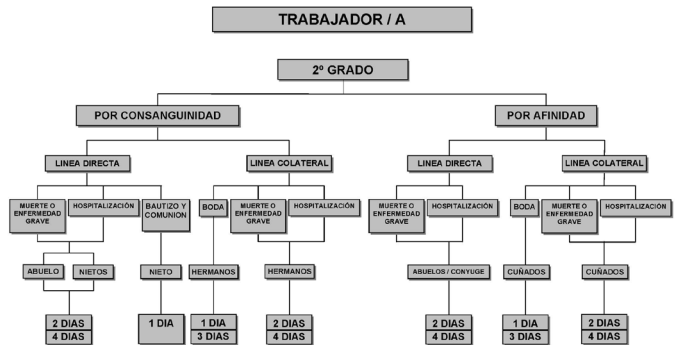 TRABAJADOR / A
2º GRADO
POR CONSANGUINIDAD
POR AFINIDAD
LINEA DIRECTA
LINEA COLATERAL
LINEA DIRECTA
LINEA COLATERAL
MUERTE O
ENFERMEDAD
GRAVE
HOSPITALIZACIÓN
BAUTIZO Y
COMUNION
BODA
MUERTE O
ENFERMEDAD
GRAVE
HOSPITALIZACIÓN
MUERTE O
ENFERMEDAD
GRAVE
HOSPITALIZACIÓN
BODA
MUERTE O
ENFERMEDAD
GRAVE
HOSPITALIZACIÓN
ABUELO
NIETOS
NIETO
HERMANOS
HERMANOS
ABUELOS / CONYUGE
CUÑADOS
CUÑADOS
2 DIAS
4 DIAS
1 DIA
1 DIA
3 DIAS
2 DIAS
4 DIAS
2 DIAS
4 DIAS
1 DIA
3 DIAS
2 DIAS
4 DIAS